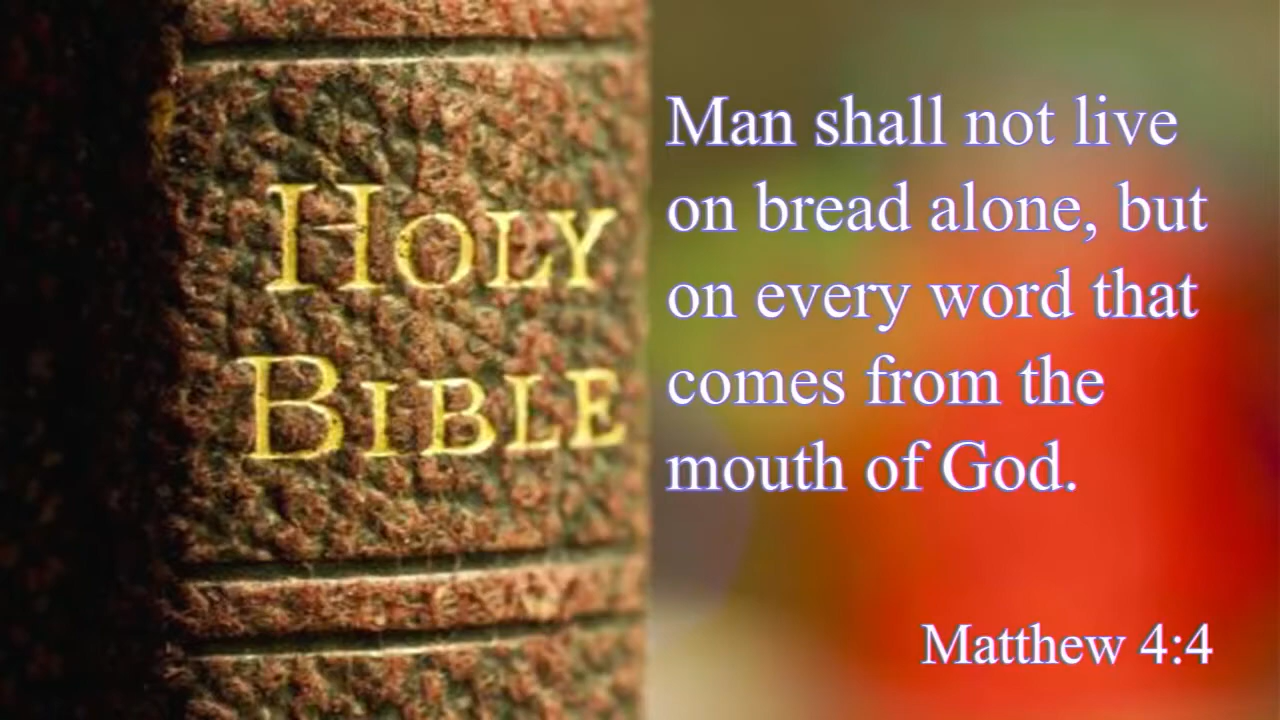 HOLY
BIBLE
Man shall not live
on bread alone, but
on every word that
comes from the
mouth of God.
Matthew 4:4